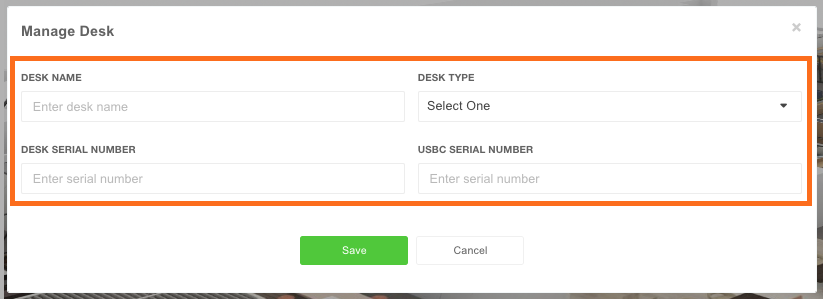 Manage Desk
×
DESK NAME
DESK TYPE
Enter desk name
Select One
DESK SERIAL NUMBER
USBC SERIAL NUMBER
Enter serial number
Enter serial number
Save
Cancel